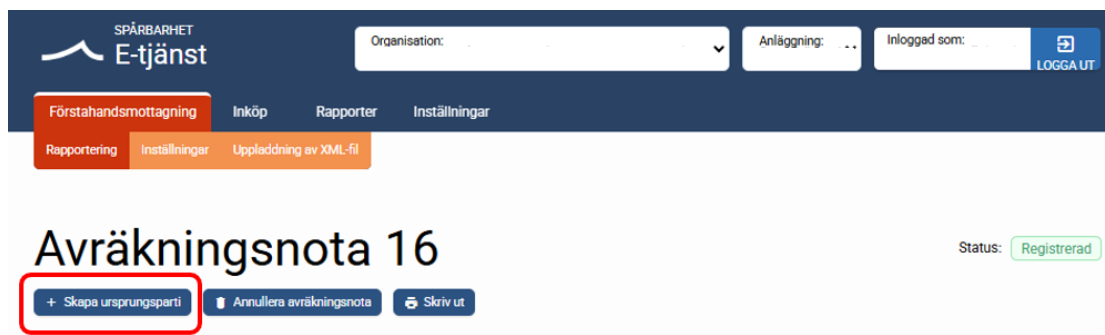 SPÅRBARHET
E-tjänst
Organisation:
Anläggning:
Inloggad som:
LOGGA UT
Förstahandsmottagning Inköp Rapporter Inställningar
Rapportering Inställningar Uppladdning av XML-fil
Avräkningsnota 16
Status: Registrerad
+ Skapa ursprungsparti Annullera avräkningsnota Skriv ut